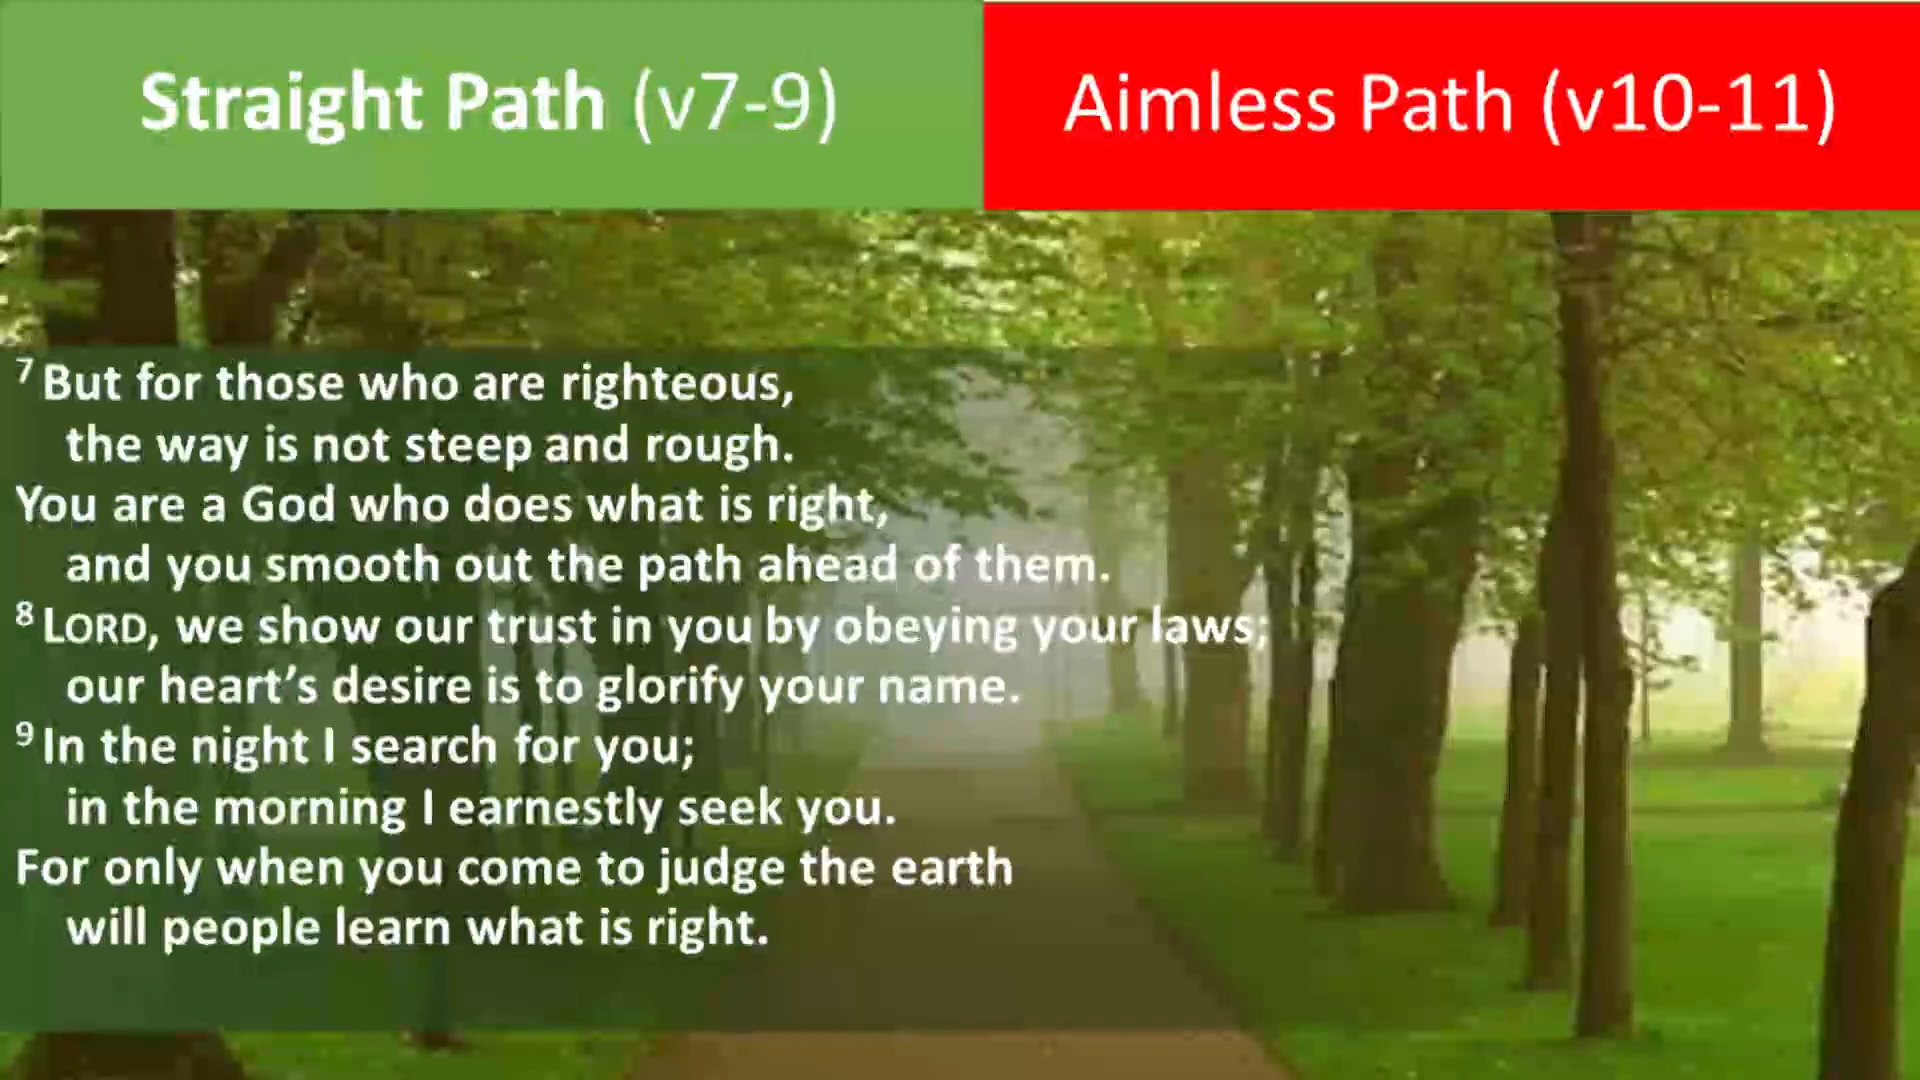 Straight Path (v7-9)
Aimless Path (v10-11)
7 But for those who are righteous,
the way is not steep and rough.
You are a God who does what is right,
and you smooth out the path ahead of them.
8 LORD, we show our trust in you by obeying your laws;
our heart’s desire is to glorify your name.
9 In the night I search for you;
in the morning I earnestly seek you.
For only when you come to judge the earth
will people learn what is right.